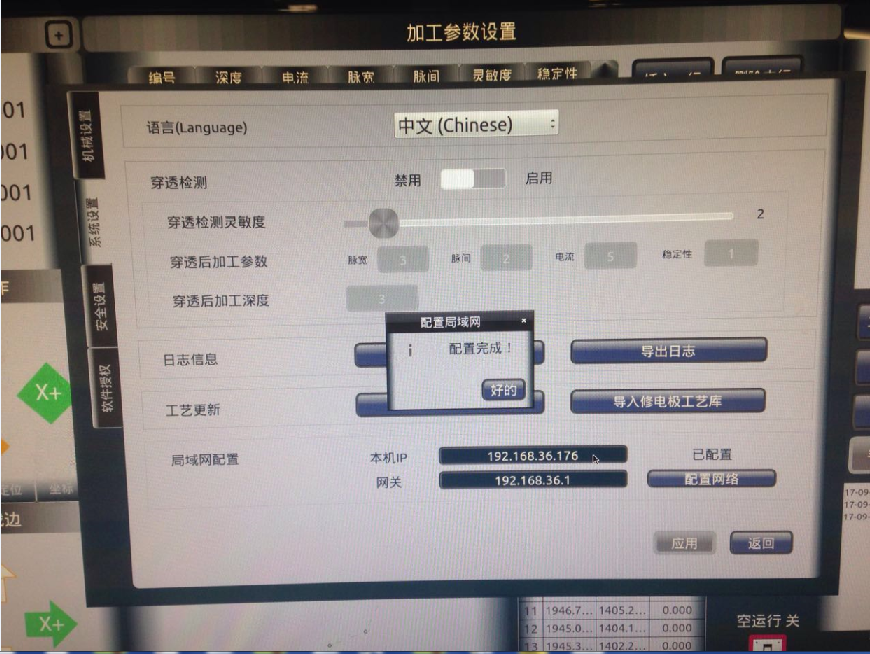 加工参数设置
编号 深度 电流 脉宽 脉间 灵敏度 稳定性
01
001
001
001
机械设置
系统设置
安全设置
软件授权
语言(Language) 中文 (Chinese)
穿透检测 禁用 启用
穿透检测灵敏度 2
穿透后加工参数 脉宽 3 脉间 2 电流 5 稳定性 1
穿透后加工深度 3
配置局域网 ×
i 配置完成！
好的
日志信息 导出日志
工艺更新 导入修电极工艺库
局域网配置 本机IP 192.168.36.176 已配置
网关 192.168.36.1 配置网络
应用 返回
X+
X+
17-09-
17-09-
17-09-
11 1946.7... 1405.2... 0.000
12 1945.0... 1404.1... 0.000
13 1945.3... 1402.2... 0.000
空运行 关